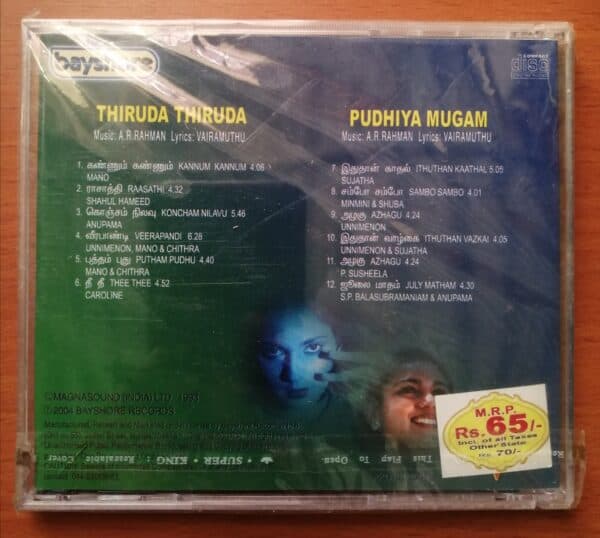 bayshore
COMPACT
disc
THIRUDA THIRUDA
Music: A.R.RAHMAN Lyrics: VAIRAMUTHU
1. கண்ணும் கண்ணும் KANNUM KANNUM 4:06
MANO
2. ராசாத்தி RAASATHI 4.32
SHAHUL HAMEED
3. கொஞ்சம் நிலவு KONCHAM NILAVU 5.46
ANUPAMA
4. வீரபாண்டி VEERAPANDI 6.28
UNNIMENON, MANO & CHITHRA
5. புத்தம் புது PUTHAM PUDHU 4.40
MANO & CHITHRA
6. தீ தீ THEE THEE 4.52
CAROLINE
PUDHIYA MUGAM
Music: A.R.RAHMAN Lyrics: VAIRAMUTHU
7. இதுதான் காதல் ITHUTHAN KAATHAL 5.05
SUJATHA
8. சம்போ சம்போ SAMBO SAMBO 4.01
MINMINI & SHUBA
9. அழகு AZHAGU 4.24
UNNIMENON
10. இதுதான் வாழ்கை ITHUTHAN VAZKAI 4.05
UNNIMENON & SUJATHA
11. அழகு AZHAGU 4.24
P. SUSHEELA
12. ஜூலை மாதம் JULY MATHAM 4.30
S.P. BALASUBRAMANIAM & ANUPAMA
MAGNASOUND (INDIA) LTD. 1993
2004 BAYSHORE RECORDS
M.R.P.
Rs. 65/-
Incl. of all Taxes
Other State
Rs. 70/-
This Flap To Open
SUPER KING
Resealable Cover